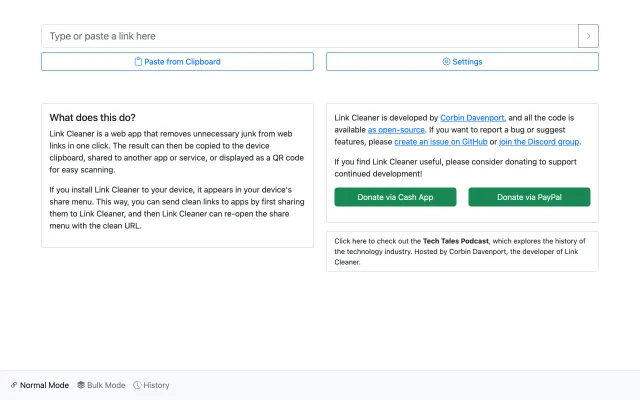 Type or paste a link here
Paste from Clipboard
Settings
What does this do?
Link Cleaner is a web app that removes unnecessary junk from web
links in one click. The result can then be copied to the device
clipboard, shared to another app or service, or displayed as a QR code
for easy scanning.
If you install Link Cleaner to your device, it appears in your device's
share menu. This way, you can send clean links to apps by first sharing
them to Link Cleaner, and then Link Cleaner can re-open the share
menu with the clean URL.
Link Cleaner is developed by Corbin Davenport, and all the code is
available as open-source. If you want to report a bug or suggest
features, please create an issue on GitHub or join the Discord group.
If you find Link Cleaner useful, please consider donating to support
continued development!
Donate via Cash App
Donate via PayPal
Click here to check out the Tech Tales Podcast, which explores the history of
the technology industry. Hosted by Corbin Davenport, the developer of Link
Cleaner.
Normal Mode
Bulk Mode
History